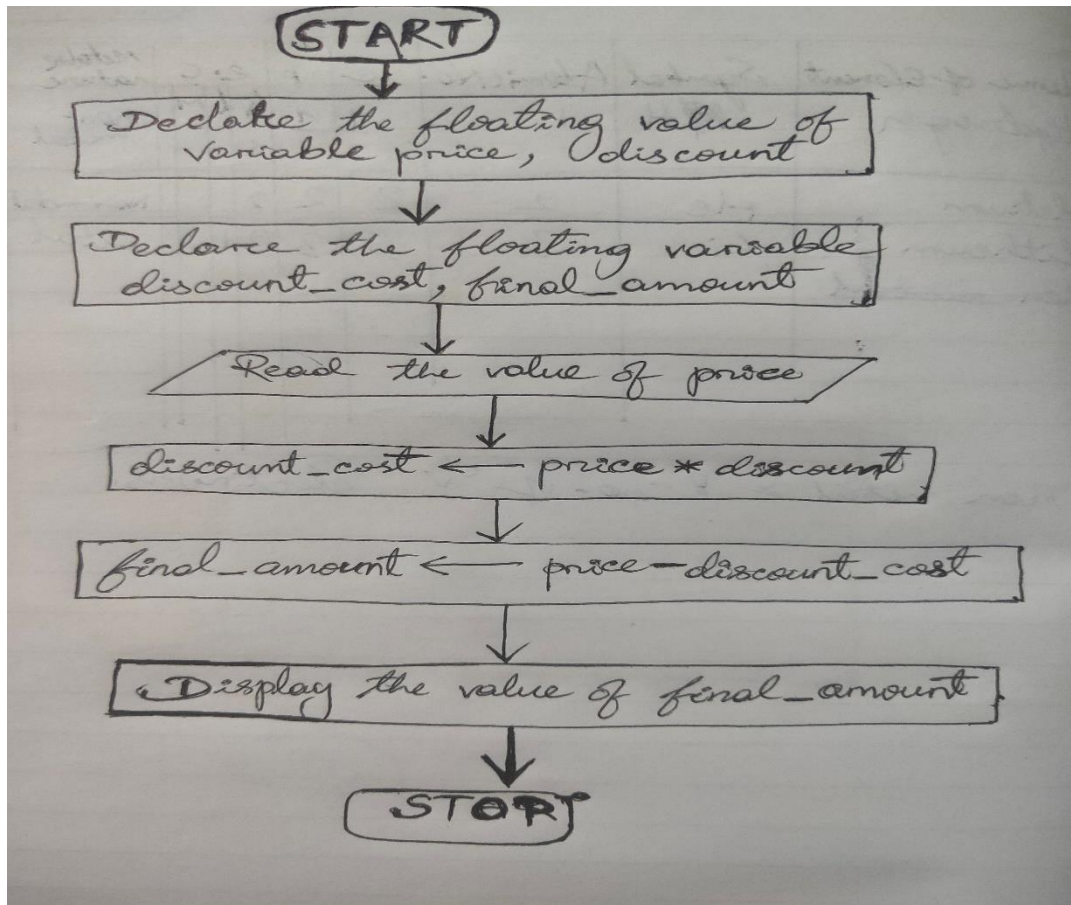 START
Declare the floating value of
variable price, discount
Declare the floating variable
discount_cost, final_amount
Read the value of price
discount_cost ← price * discount
final_amount ← price - discount_cost
Display the value of final_amount